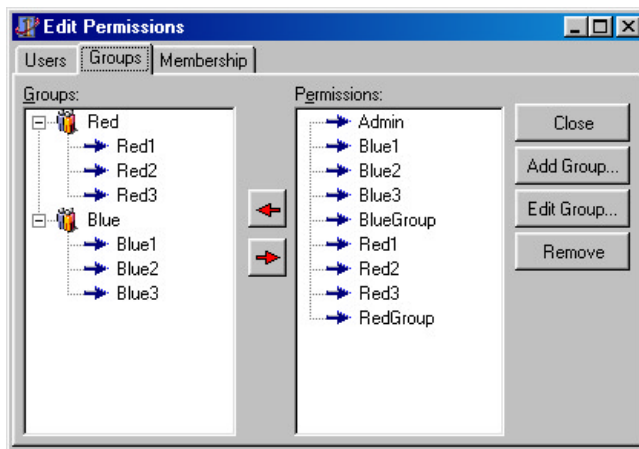 Edit Permissions
Users Groups Membership
Groups:
Red
Red1
Red2
Red3
Blue
Blue1
Blue2
Blue3
Permissions:
Admin
Blue1
Blue2
Blue3
BlueGroup
Red1
Red2
Red3
RedGroup
Close
Add Group...
Edit Group...
Remove